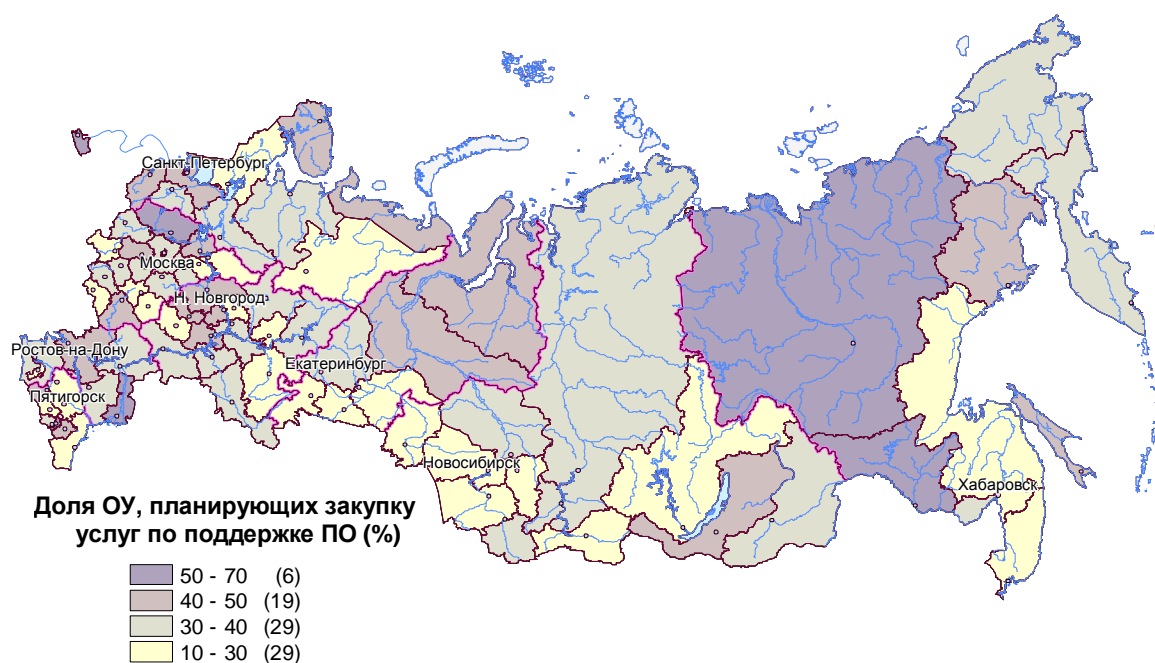 Санкт-Петербург
Москва
Н. Новгород
Ростов-на-Дону
Екатеринбург
Пятигорск
Новосибирск
Хабаровск
Доля ОУ, планирующих закупку
услуг по поддержке ПО (%)
50 - 70 (6)
40 - 50 (19)
30 - 40 (29)
10 - 30 (29)